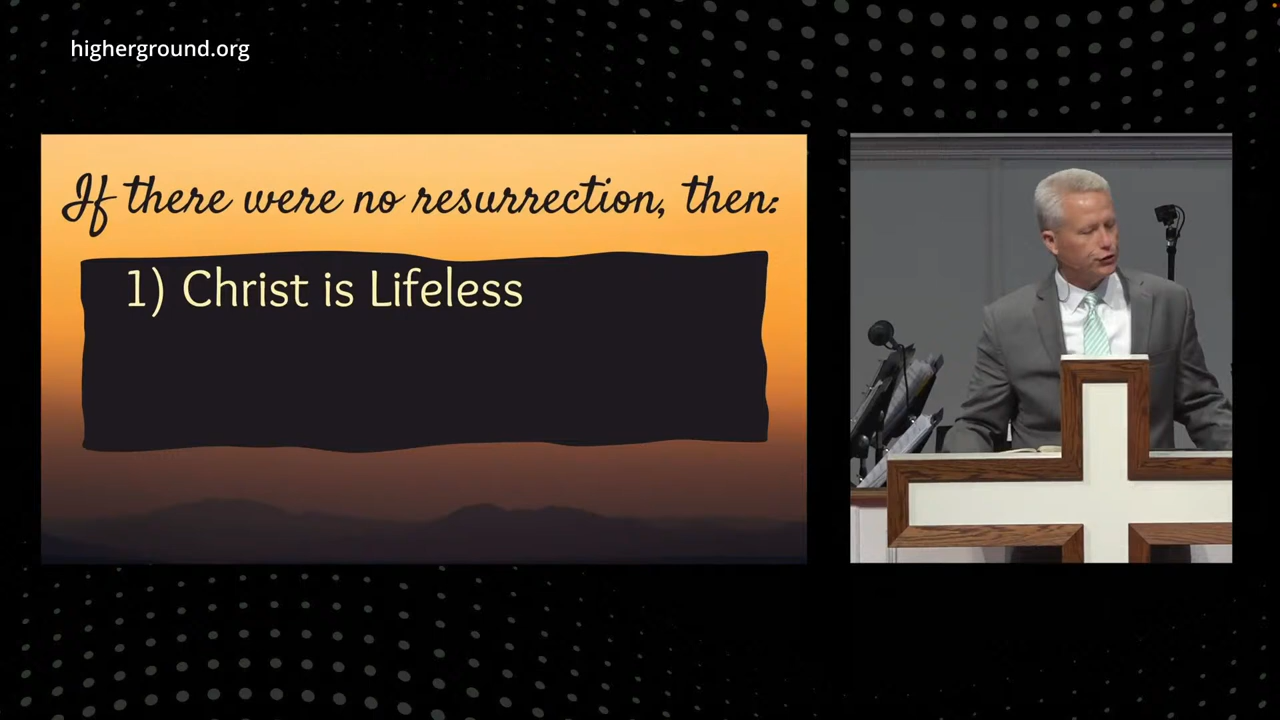 higherground.org
If there were no resurrection, then:
1) Christ is Lifeless